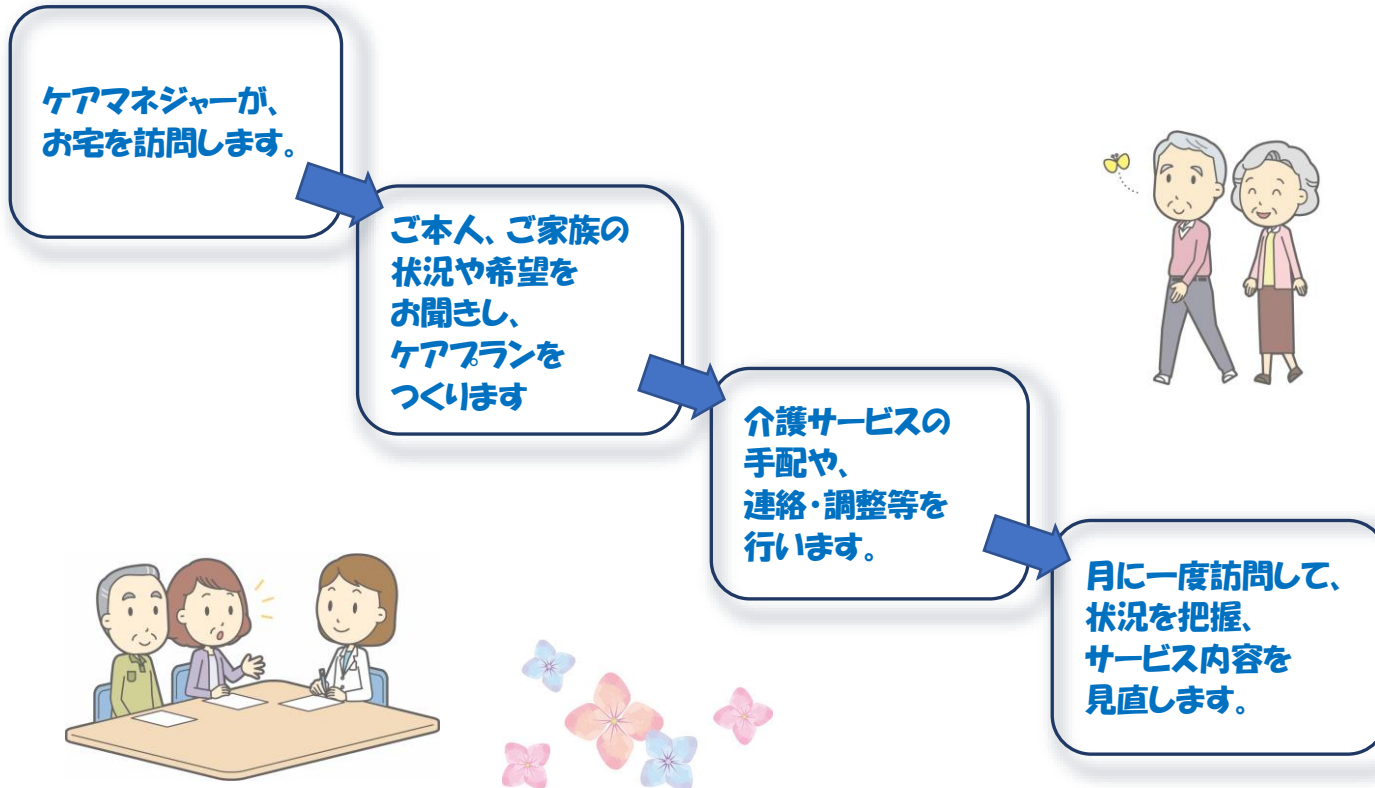 ケアマネジャーが、
お宅を訪問します。
ご本人、ご家族の
状況や希望を
お聞きし、
ケアプランを
つくります
介護サービスの
手配や、
連絡・調整等を
行います。
月に一度訪問して、
状況を把握、
サービス内容を
見直します。